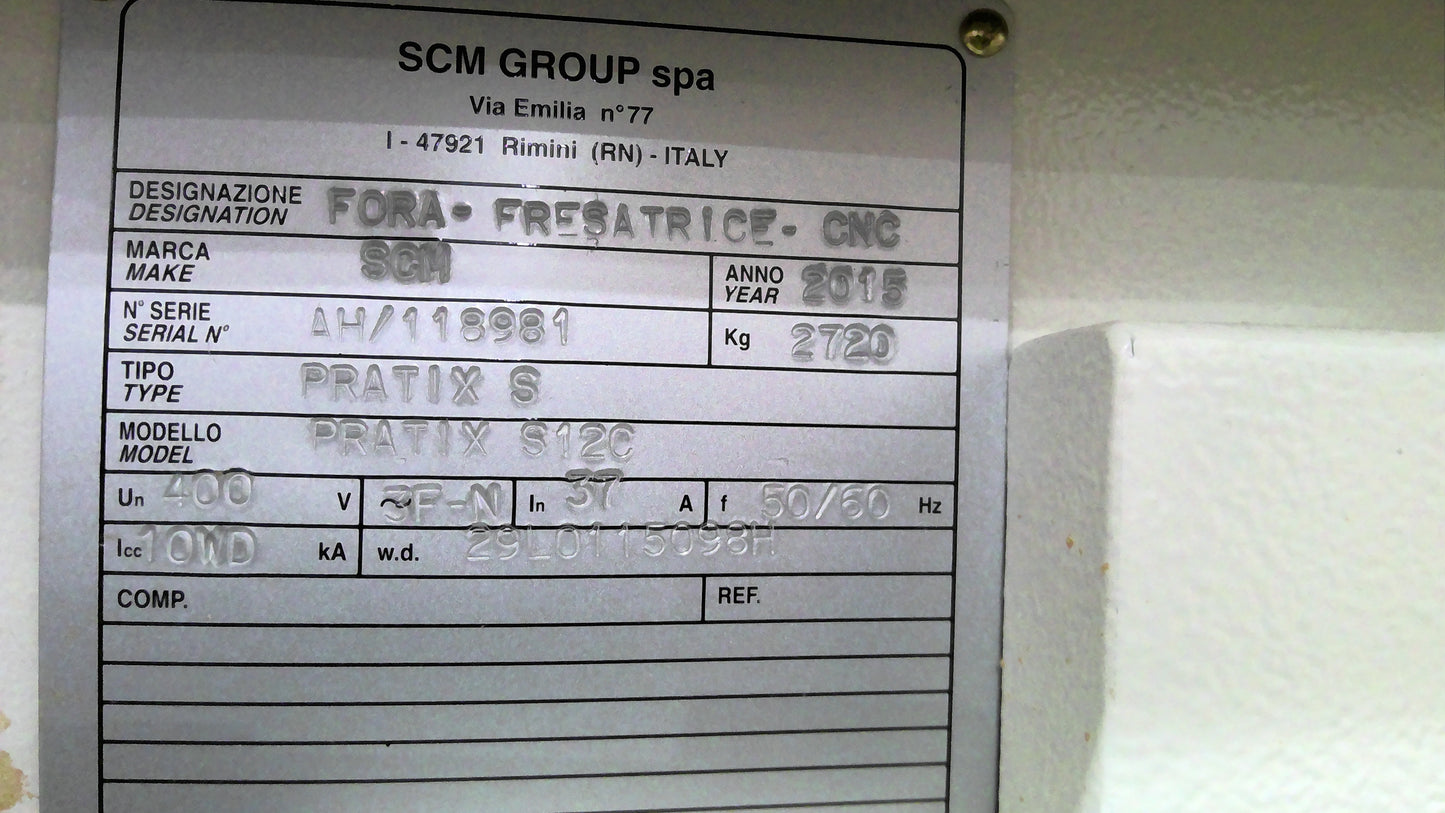 SCM GROUP spa
Via Emilia n°77
I - 47921 Rimini (RN) - ITALY
DESIGNAZIONE FORA- FRESATRICE- CNC
DESIGNATION
MARCA SCM
MAKE
ANNO 2015
YEAR
N° SERIE AH/118981
SERIAL N°
Kg 2720
TIPO PRATIX S
TYPE
MODELLO PRATIX S12C
MODEL
Un 400 V ~ 3P-N In 37 A f 50/60 Hz
Icc 10WD kA w.d. 29L0115098H
COMP. REF.